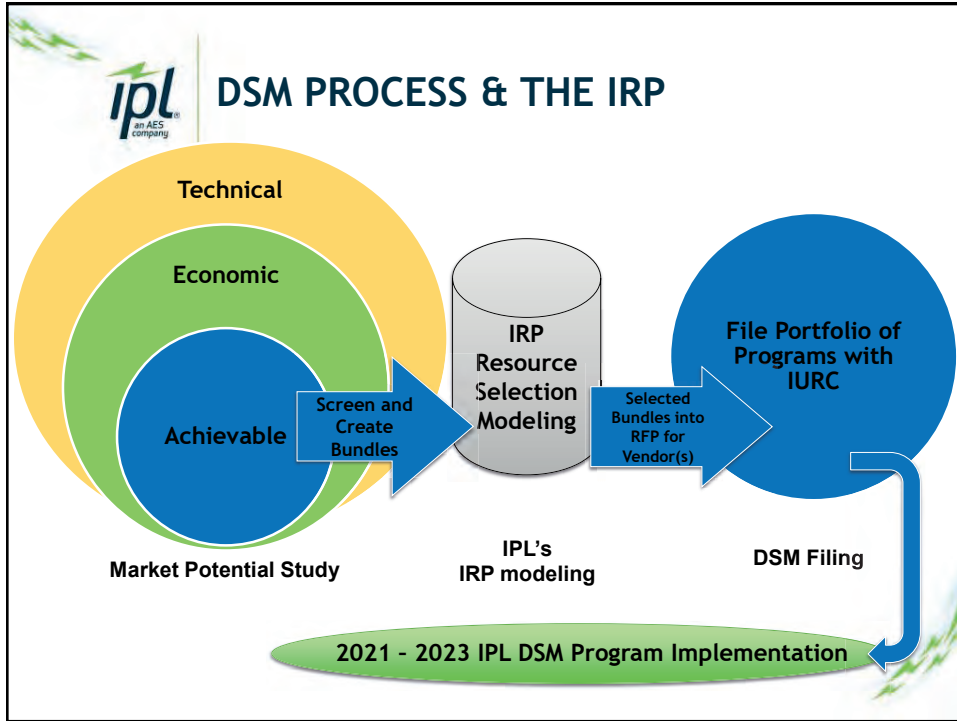 ipl®
an AES
company
DSM PROCESS & THE IRP
Technical
Economic
Achievable
Screen and
Create
Bundles
Market Potential Study
IRP
Resource
Selection
Modeling
IPL's
IRP modeling
Selected
Bundles into
RFP for
Vendor(s)
File Portfolio of
Programs with
IURC
DSM Filing
2021 – 2023 IPL DSM Program Implementation